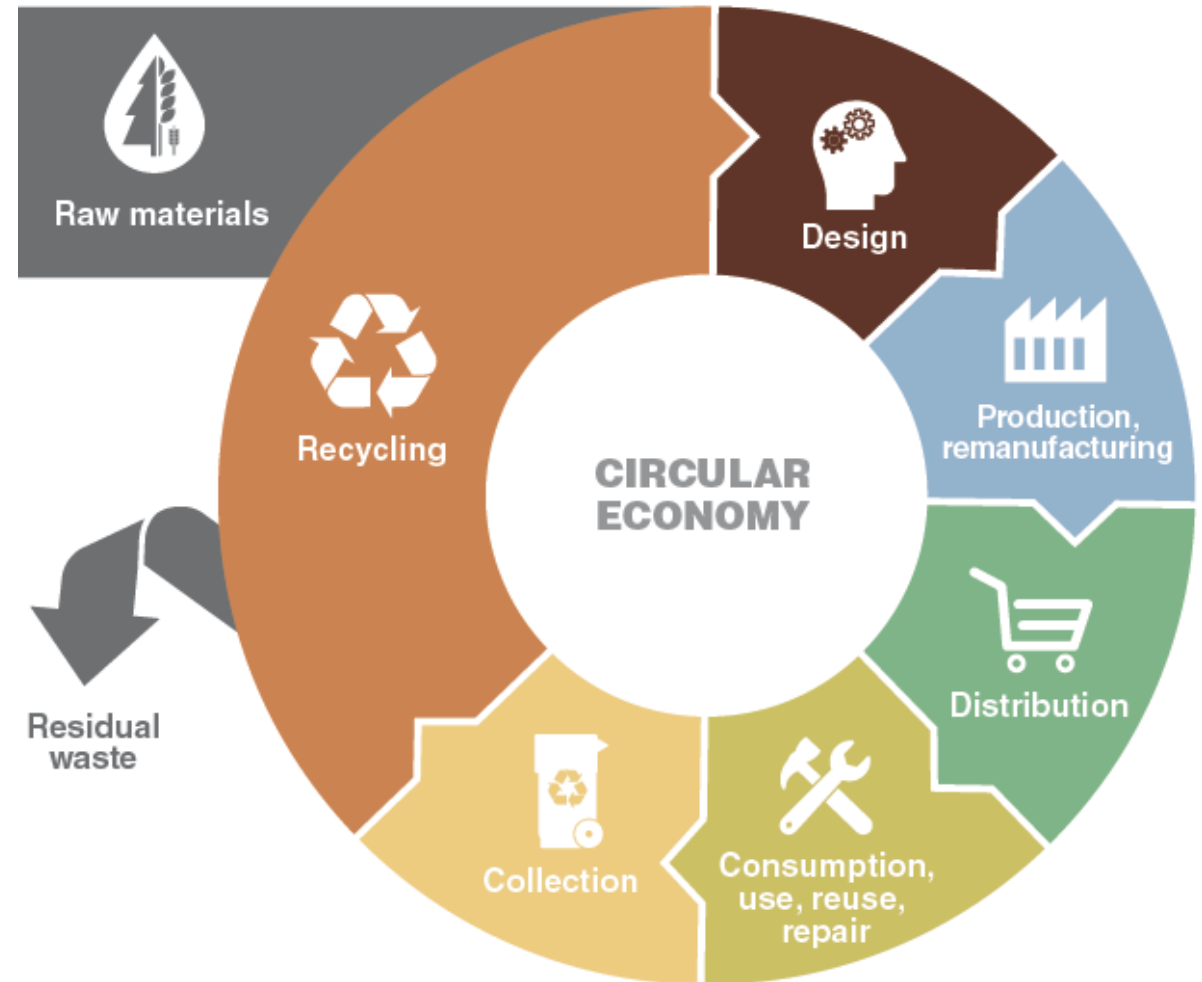 Raw materials
Design
Production,
remanufacturing
Distribution
Consumption,
use, reuse,
repair
Collection
Recycling
Residual
waste
CIRCULAR
ECONOMY